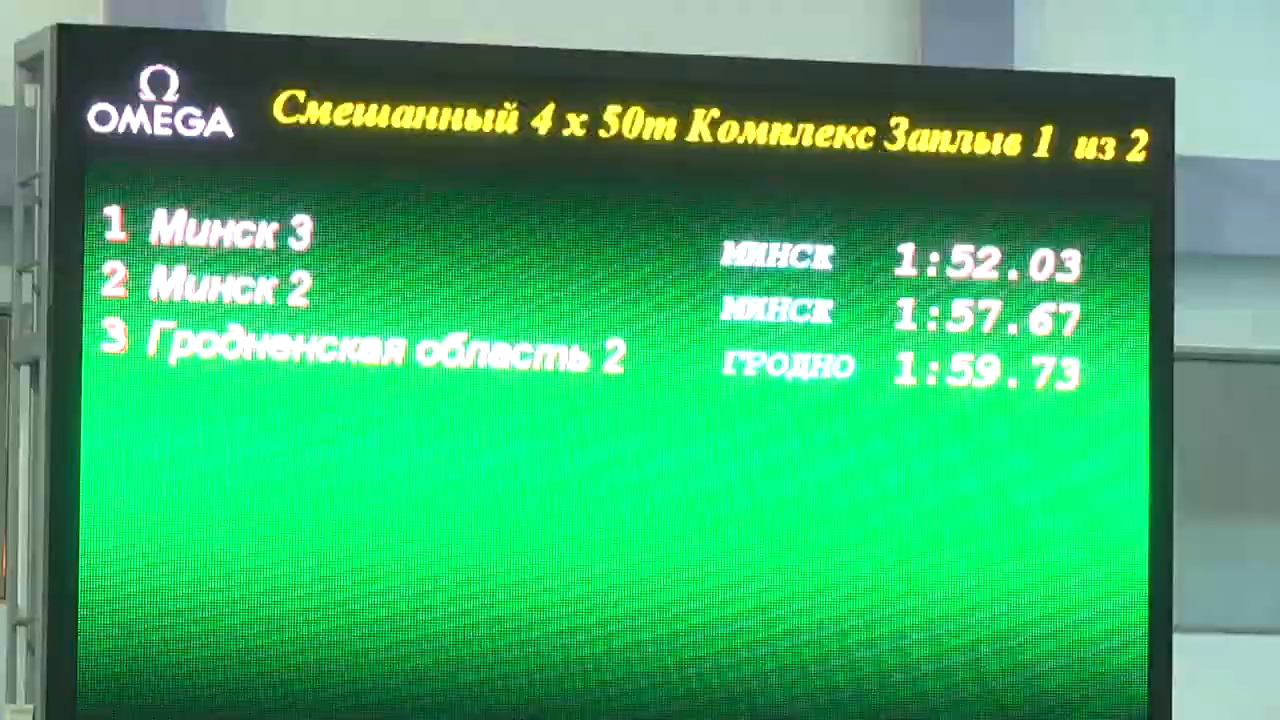 Ω
OMEGA
Смешанный 4 x 50m Комплекс Заплыв 1 из 2
1 Минск 3 МИНСК 1:52.03
2 Минск 2 МИНСК 1:57.67
3 Гродненская область 2 ГРОДНО 1:59.73